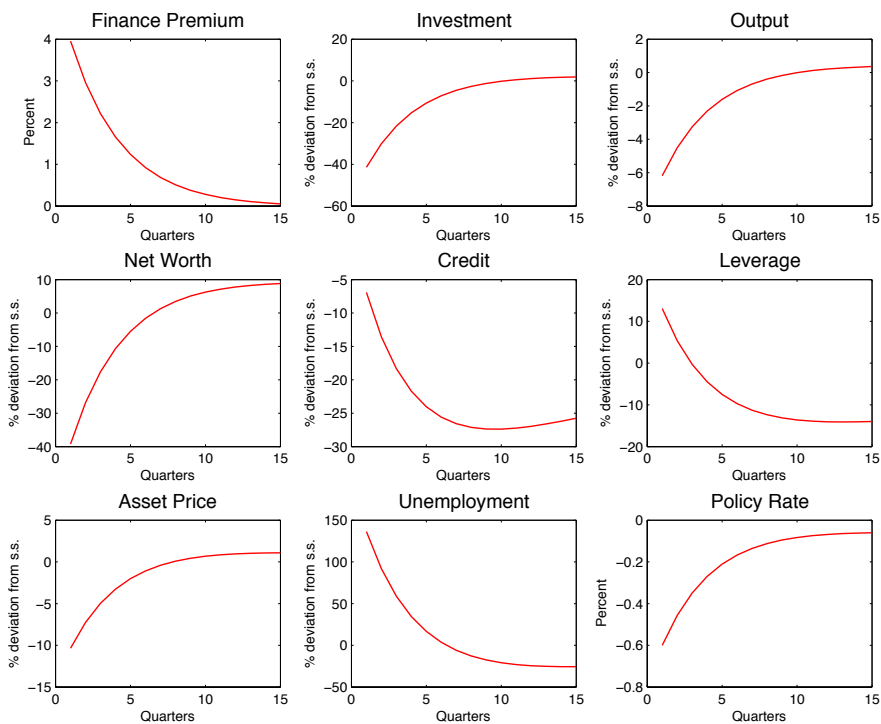 Finance Premium
Percent
4
3
2
1
0
0 5 10 15
Quarters
Investment
% deviation from s.s.
20
0
−20
−40
−60
0 5 10 15
Quarters
Output
% deviation from s.s.
2
0
−2
−4
−6
−8
0 5 10 15
Quarters
Net Worth
% deviation from s.s.
10
0
−10
−20
−30
−40
0 5 10 15
Quarters
Credit
% deviation from s.s.
−5
−10
−15
−20
−25
−30
0 5 10 15
Quarters
Leverage
% deviation from s.s.
20
10
0
−10
−20
0 5 10 15
Quarters
Asset Price
% deviation from s.s.
5
0
−5
−10
−15
0 5 10 15
Quarters
Unemployment
% deviation from s.s.
150
100
50
0
−50
0 5 10 15
Quarters
Policy Rate
Percent
0
−0.2
−0.4
−0.6
−0.8
0 5 10 15
Quarters